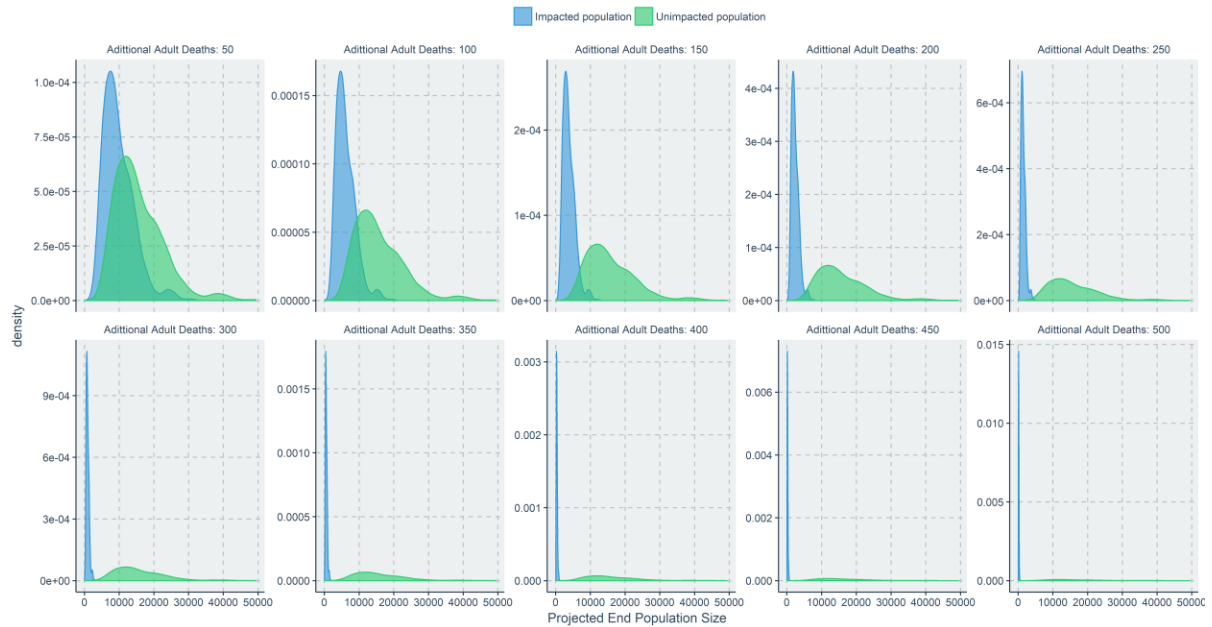 Impacted population Unimpacted population
Aditional Adult Deaths: 50
Aditional Adult Deaths: 100
Aditional Adult Deaths: 150
Aditional Adult Deaths: 200
Aditional Adult Deaths: 250
1.0e-04
7.5e-05
5.0e-05
2.5e-05
0.0e+00
0.00015
0.00010
0.00005
0.00000
2e-04
1e-04
0e+00
4e-04
3e-04
2e-04
1e-04
0e+00
6e-04
4e-04
2e-04
0e+00
density
Aditional Adult Deaths: 300
Aditional Adult Deaths: 350
Aditional Adult Deaths: 400
Aditional Adult Deaths: 450
Aditional Adult Deaths: 500
9e-04
6e-04
3e-04
0e+00
0.0015
0.0010
0.0005
0.0000
0.003
0.002
0.001
0.000
0.006
0.004
0.002
0.000
0.015
0.010
0.005
0.000
0 10000 20000 30000 40000 50000
0 10000 20000 30000 40000 50000
0 10000 20000 30000 40000 50000
0 10000 20000 30000 40000 50000
0 10000 20000 30000 40000 50000
Projected End Population Size